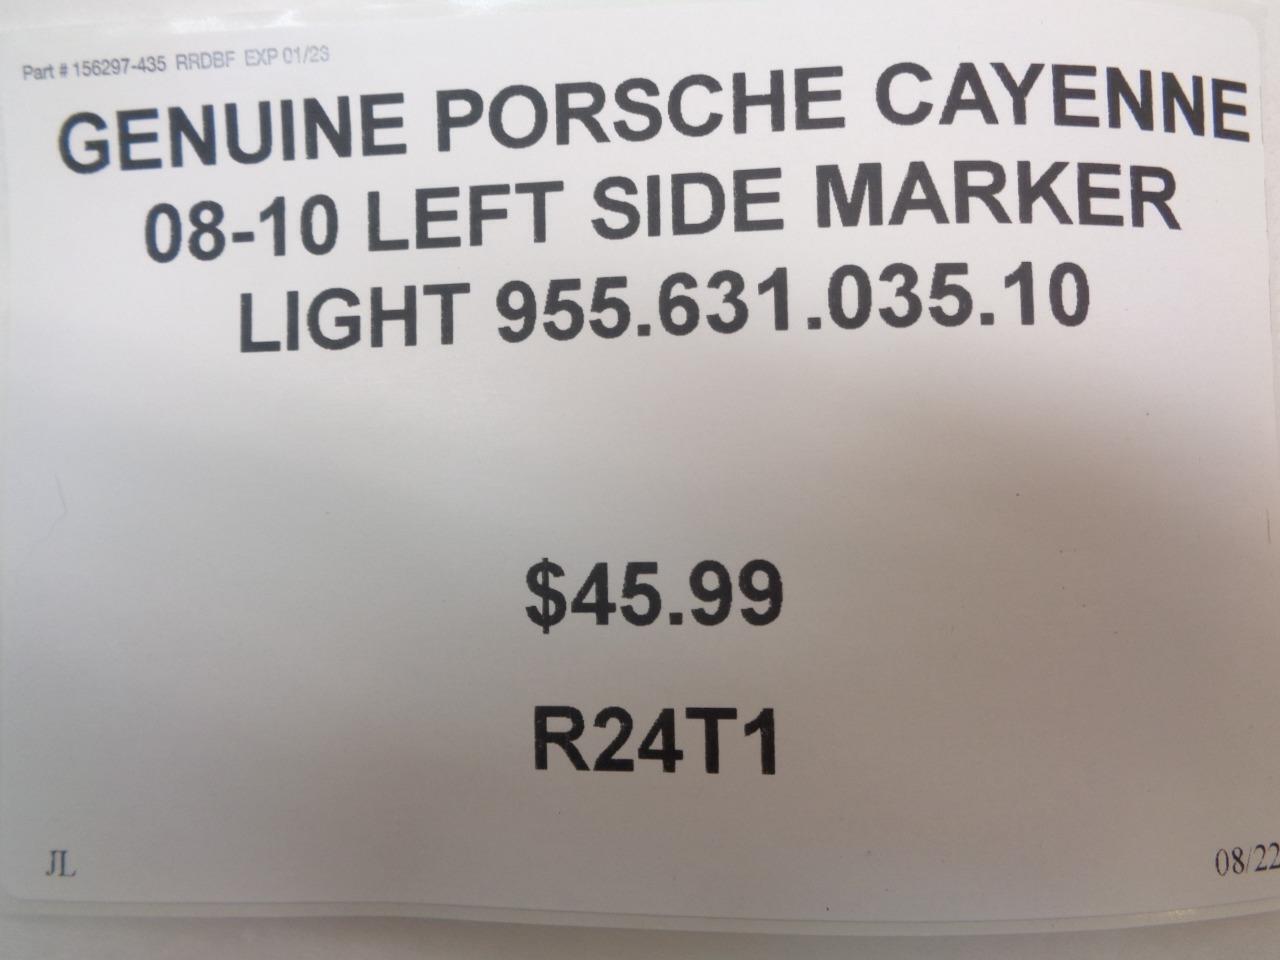 Part # 156297-435 RRDBF EXP 01/23
GENUINE PORSCHE CAYENNE
08-10 LEFT SIDE MARKER
LIGHT 955.631.035.10
$45.99
R24T1
JL
08/22